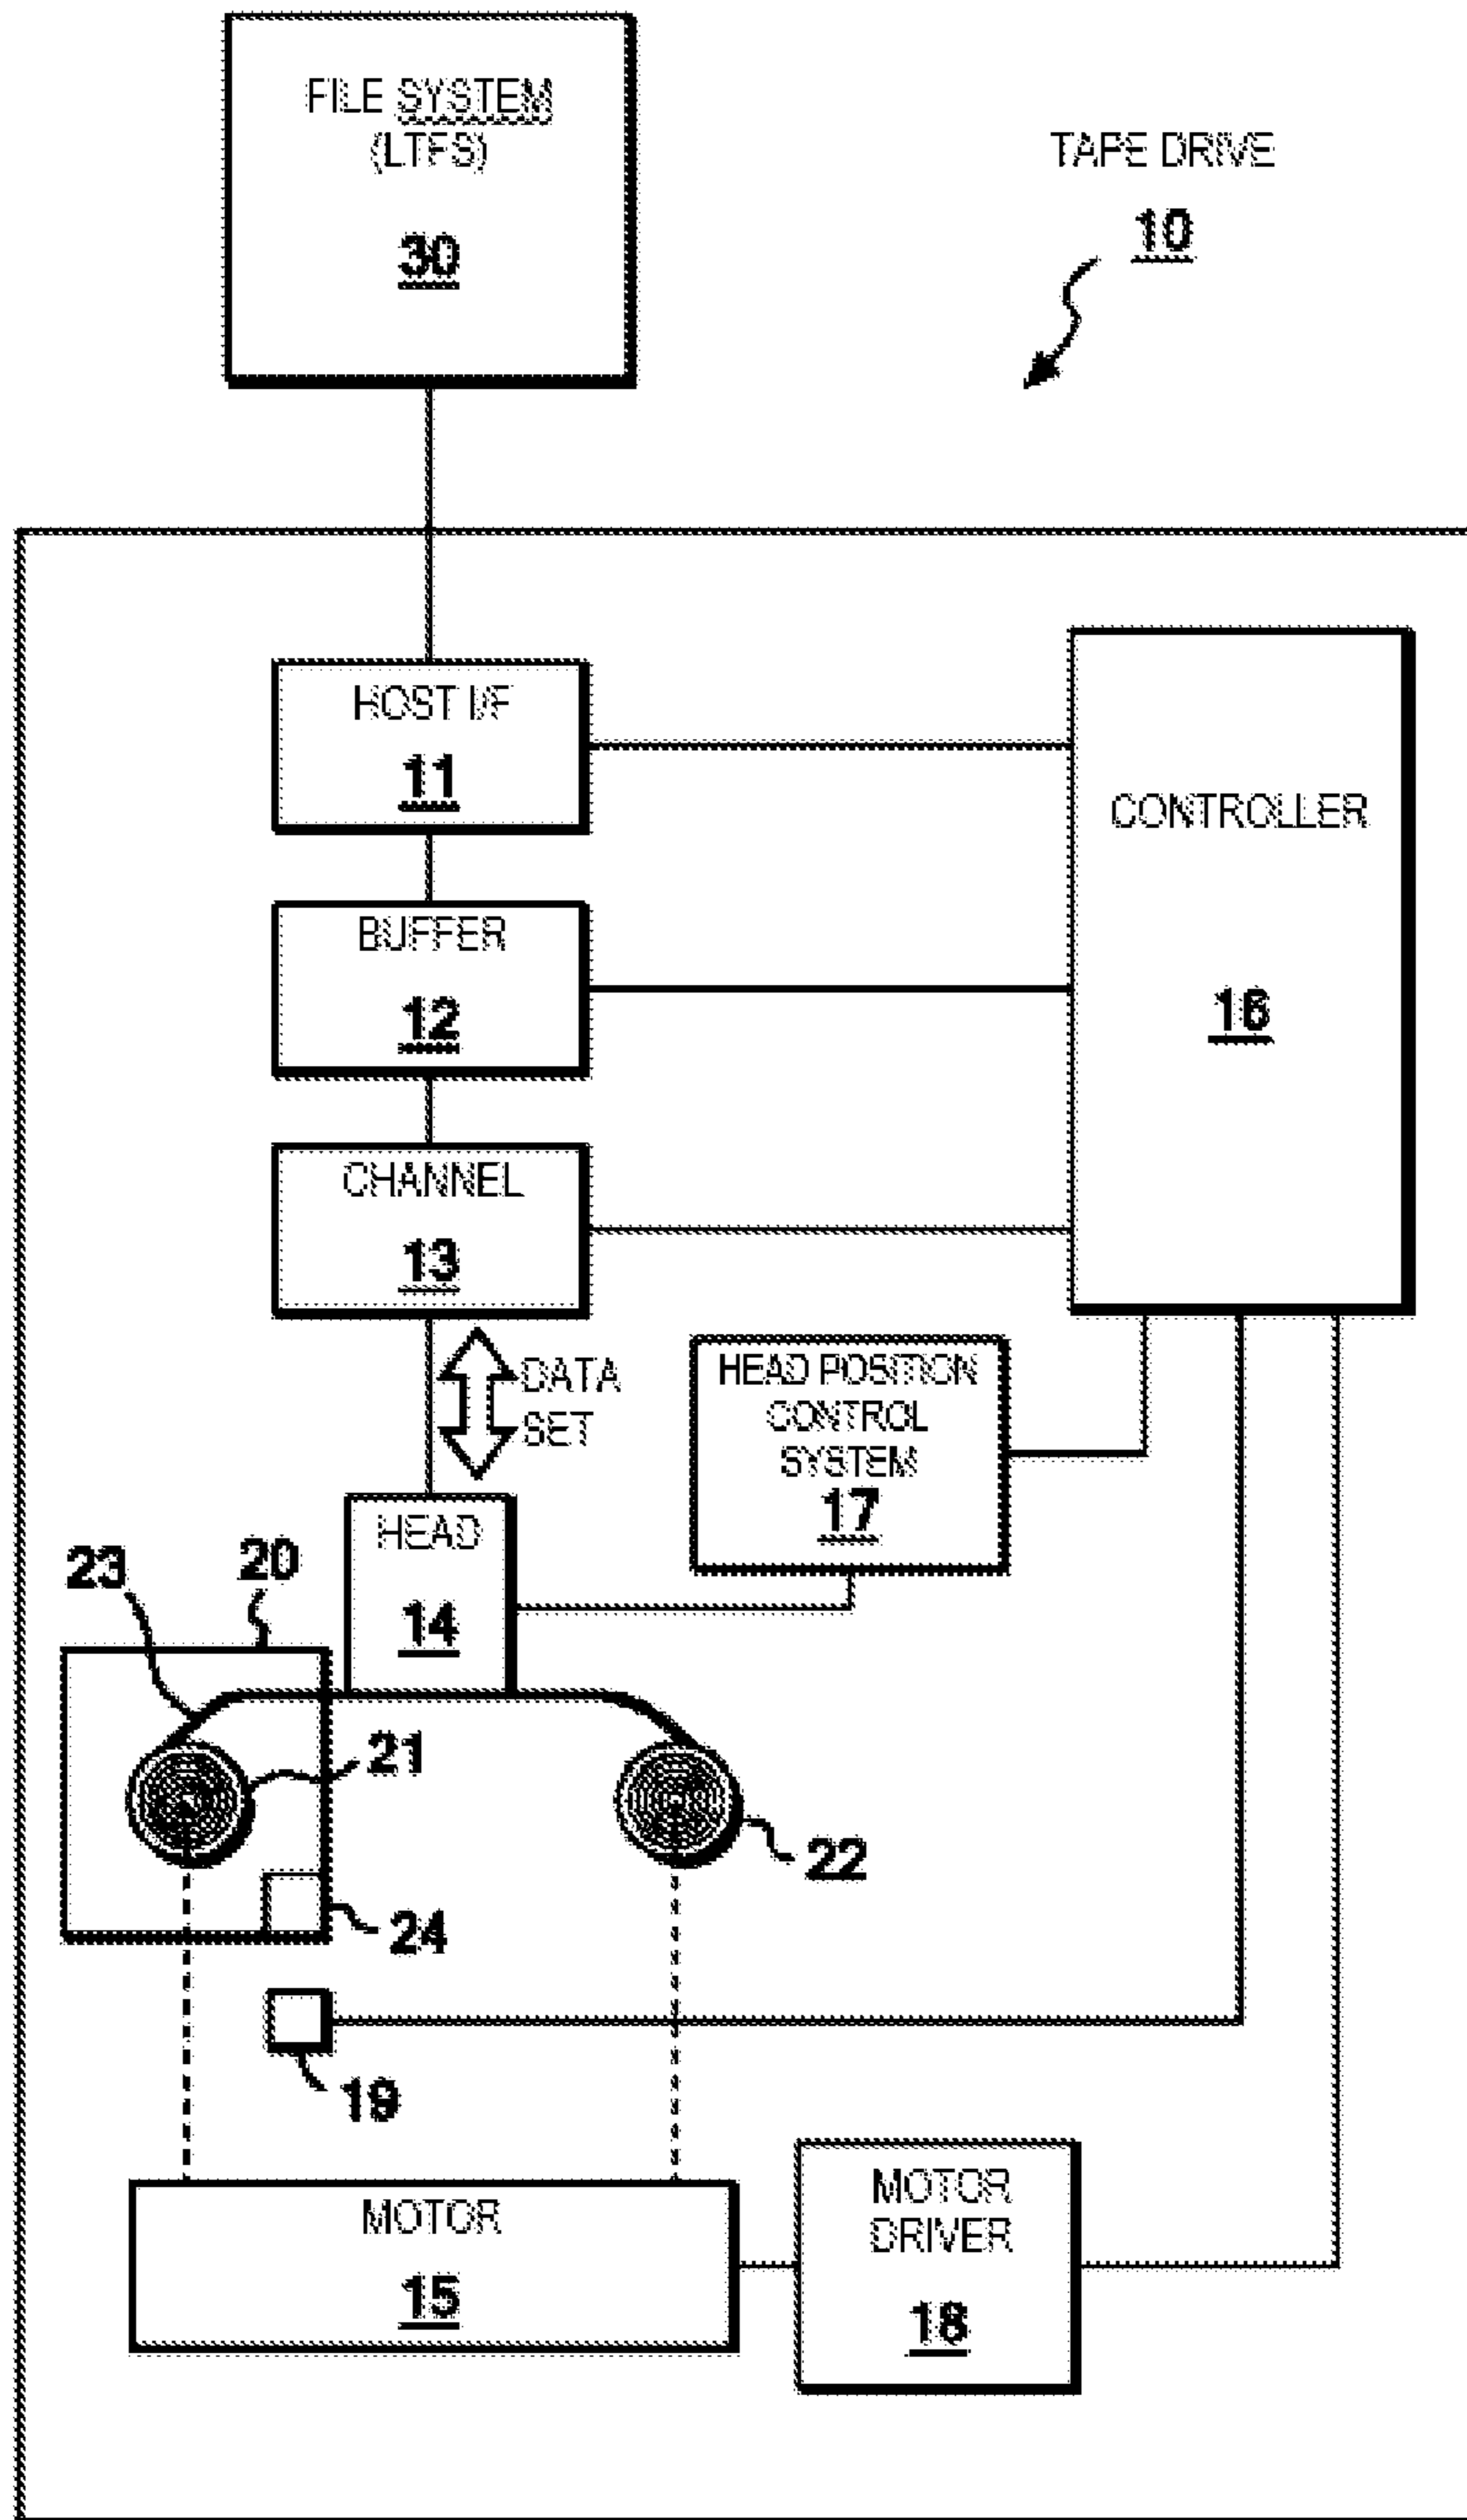 FILE SYSTEM
(LTFS)
30
TAPE DRIVE
10
HOST I/F
11
CONTROLLER
16
BUFFER
12
CHANNEL
13
DATA
SET
HEAD POSITION
CONTROL
SYSTEM
17
HEAD
14
23
20
21
22
24
19
MOTOR
15
MOTOR
DRIVER
18